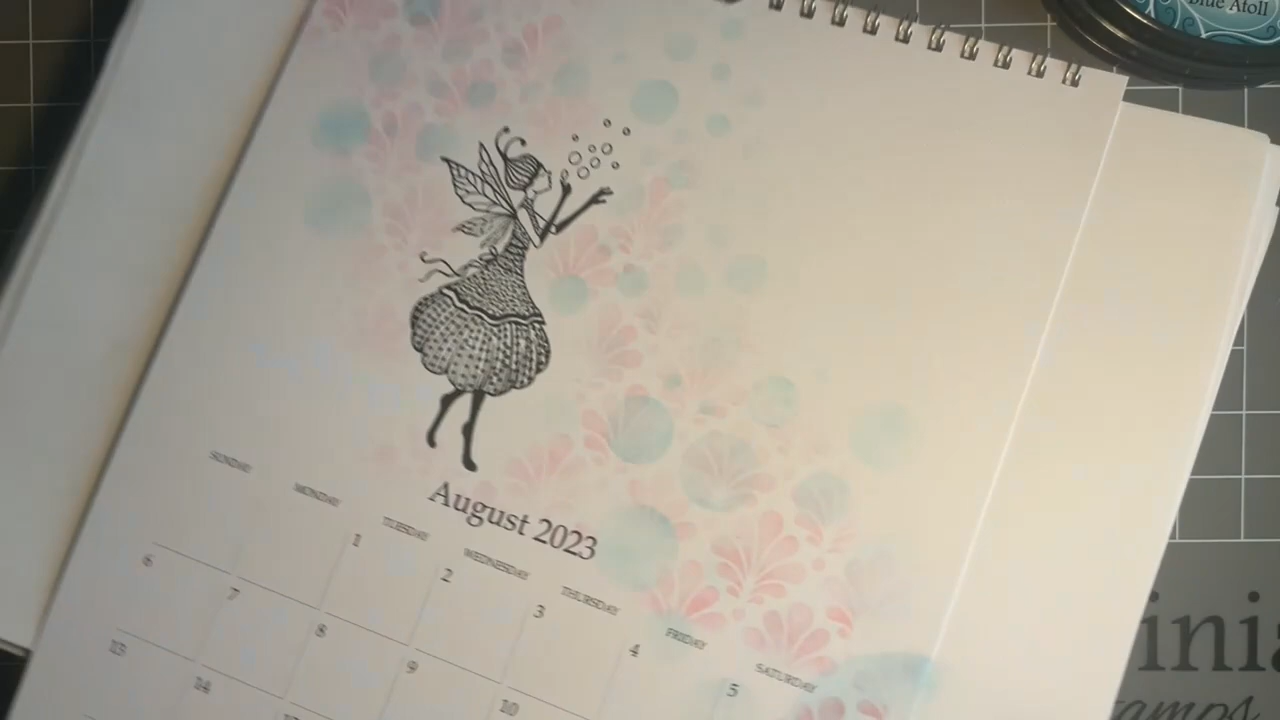 Blue Atoll
August 2023
SUNDAY MONDAY TUESDAY WEDNESDAY THURSDAY FRIDAY SATURDAY
1 2 3 4 5
6 7 8 9 10
13 14
inia
amps